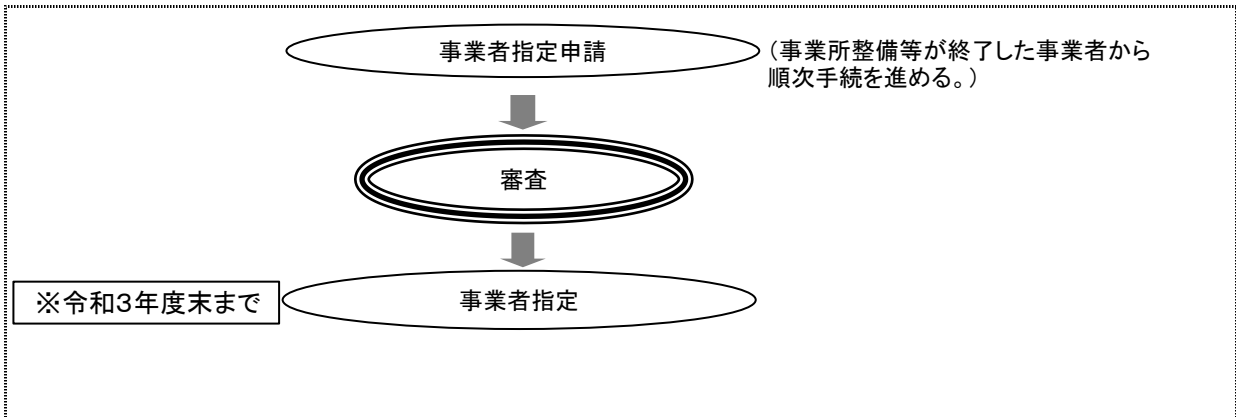 事業者指定申請
（事業所整備等が終了した事業者から
順次手続を進める。）
審査
※令和3年度末まで
事業者指定